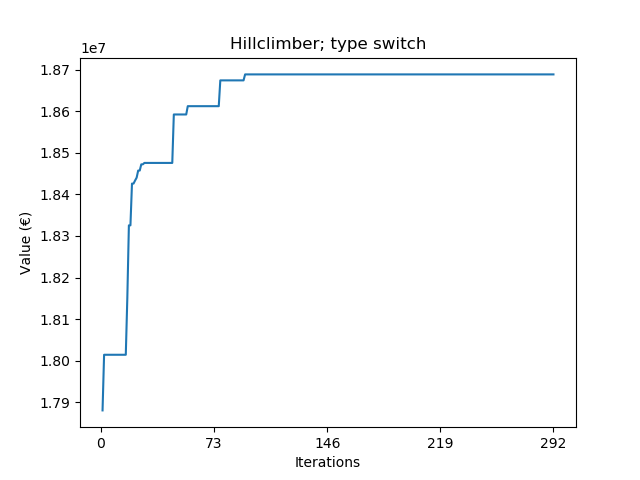 Hillclimber; type switch
1e7
1.87
1.86
1.85
1.84
1.83
1.82
1.81
1.80
1.79
Value (€)
0 73 146 219 292
Iterations